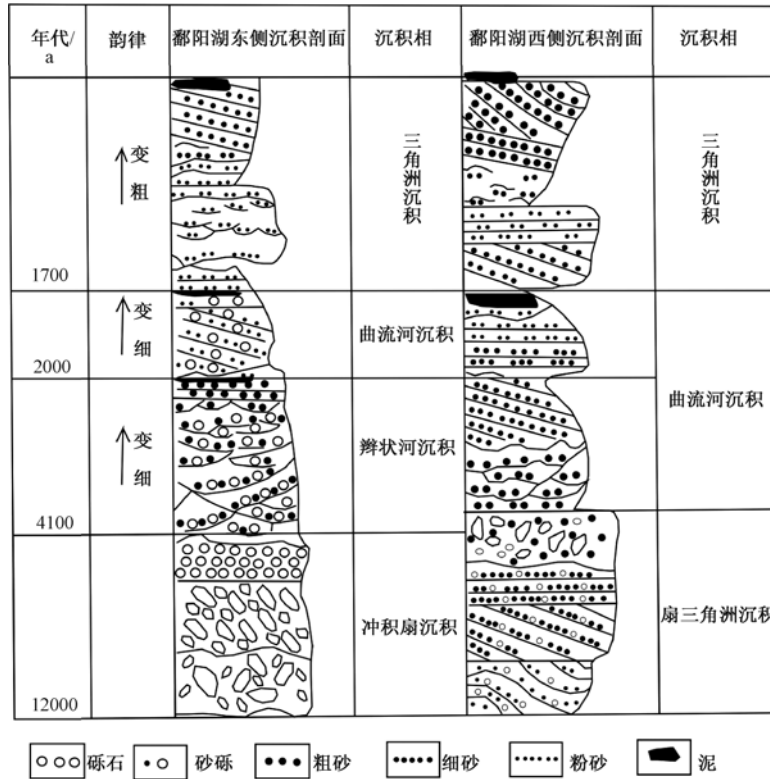 年代/a 韵律 鄱阳湖东侧沉积剖面 沉积相 鄱阳湖西侧沉积剖面 沉积相
变粗 三角洲沉积 三角洲沉积
1700
变细 曲流河沉积
2000
曲流河沉积
变细 辫状河沉积
4100
冲积扇沉积 扇三角洲沉积
12000
砾石 砂砾 粗砂 细砂 粉砂 泥